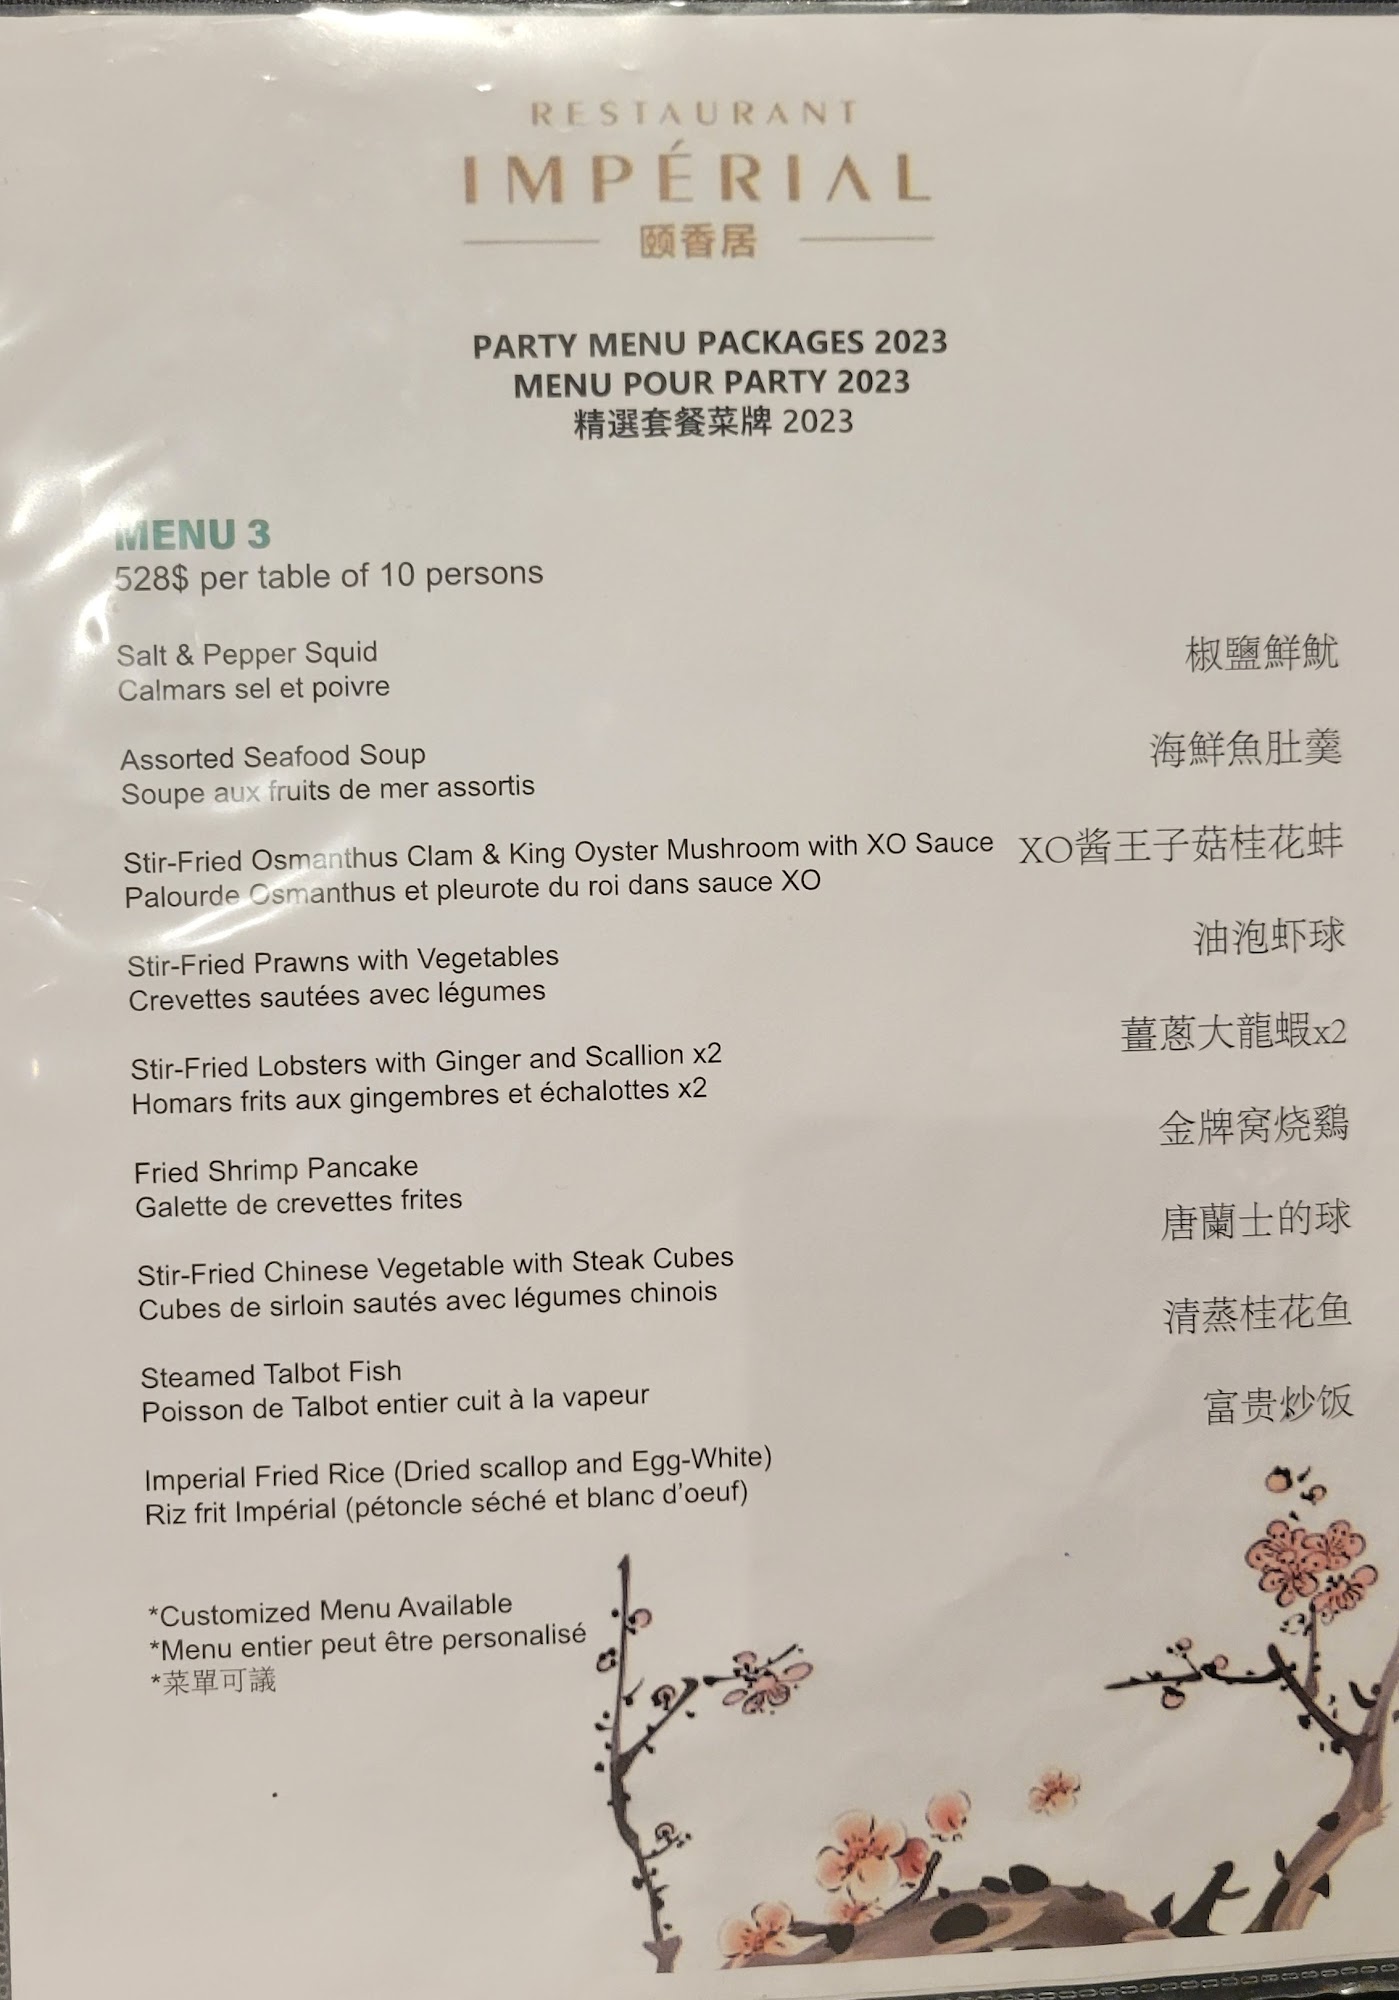 RESTAURANT
IMPÉRIAL
颐香居
PARTY MENU PACKAGES 2023
MENU POUR PARTY 2023
精選套餐菜牌 2023
MENU 3
528$ per table of 10 persons
Salt & Pepper Squid
Calmars sel et poivre
椒鹽鮮魷
Assorted Seafood Soup
Soupe aux fruits de mer assortis
海鮮魚肚羹
Stir-Fried Osmanthus Clam & King Oyster Mushroom with XO Sauce
Palourde Osmanthus et pleurote du roi dans sauce XO
XO酱王子菇桂花蚌
Stir-Fried Prawns with Vegetables
Crevettes sautées avec légumes
油泡虾球
Stir-Fried Lobsters with Ginger and Scallion x2
Homars frits aux gingembres et échalottes x2
薑蔥大龍蝦x2
Fried Shrimp Pancake
Galette de crevettes frites
金牌窝烧鷄
Stir-Fried Chinese Vegetable with Steak Cubes
Cubes de sirloin sautés avec légumes chinois
唐蘭士的球
Steamed Talbot Fish
Poisson de Talbot entier cuit à la vapeur
清蒸桂花鱼
Imperial Fried Rice (Dried scallop and Egg-White)
Riz frit Impérial (pétoncle séché et blanc d'oeuf)
富贵炒饭
*Customized Menu Available
*Menu entier peut être personalisé
*菜單可議